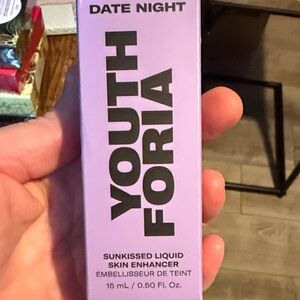 DATE NIGHT
YOUTH
FORIA
SUNKISSED LIQUID
SKIN ENHANCER
EMBELLISSEUR DE TEINT
15 mL / 0.50 Fl. Oz.